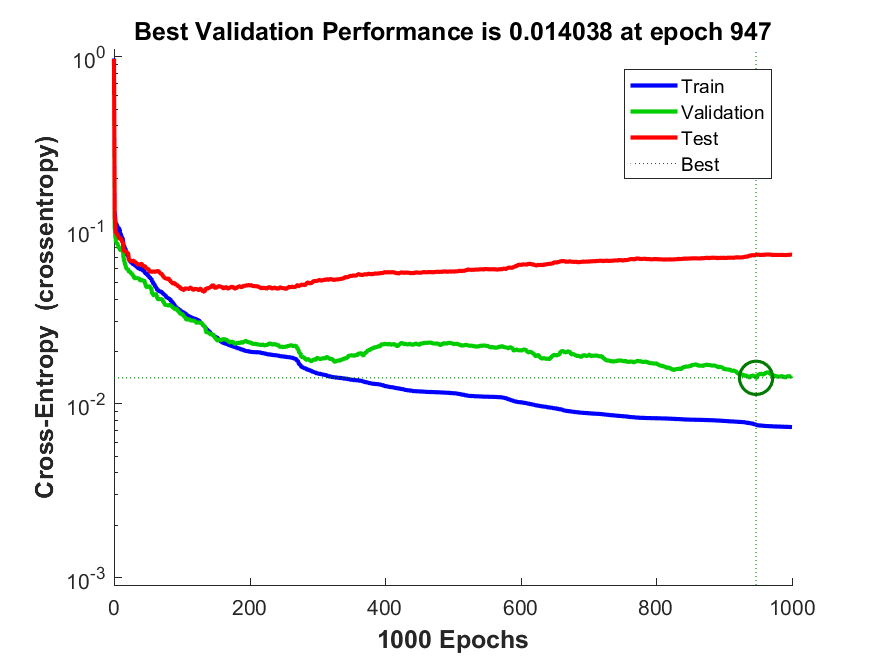 Best Validation Performance is 0.014038 at epoch 947
Cross-Entropy (crossentropy)
10^0
10^-1
10^-2
10^-3
Train
Validation
Test
Best
0 200 400 600 800 1000
1000 Epochs